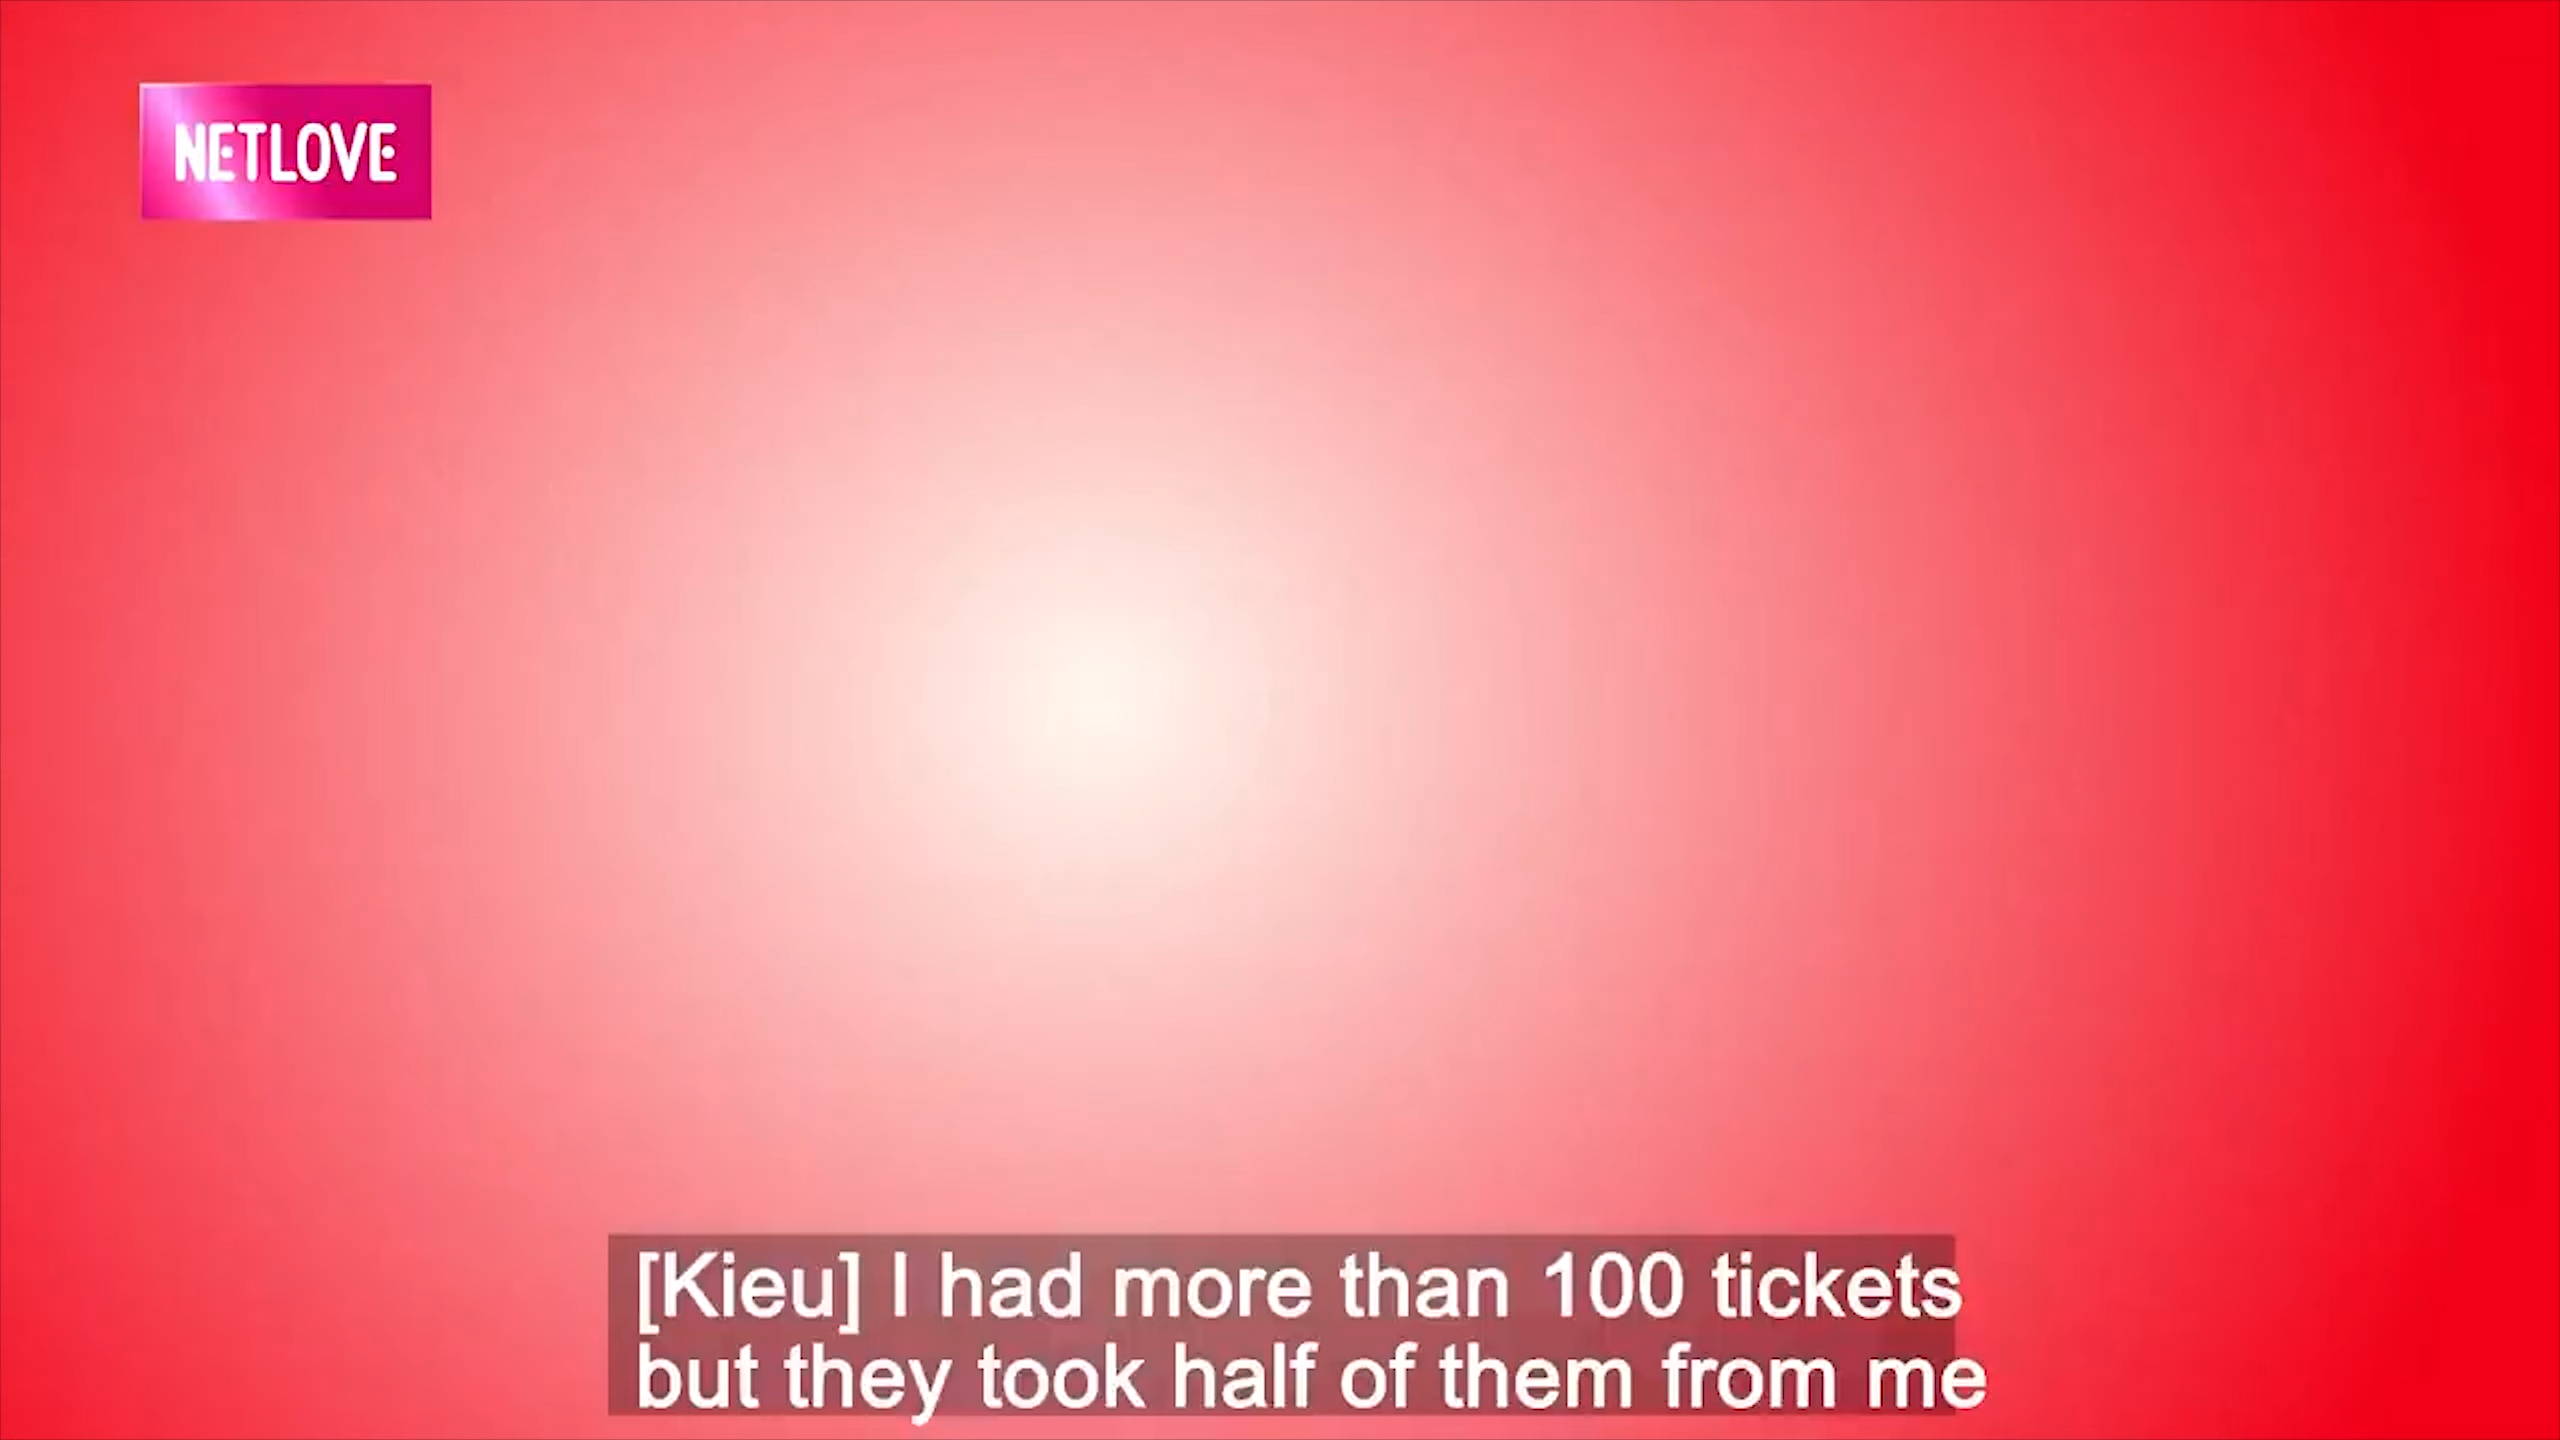 NETLOVE
[Kieu] I had more than 100 tickets
but they took half of them from me